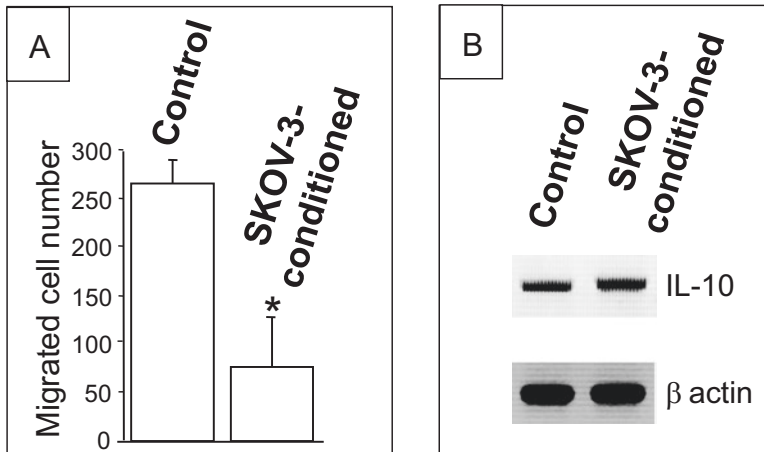 A
Control
SKOV-3-
conditioned
*
Migrated cell number
300
250
200
150
100
50
0
B
Control
SKOV-3-
conditioned
IL-10
β actin